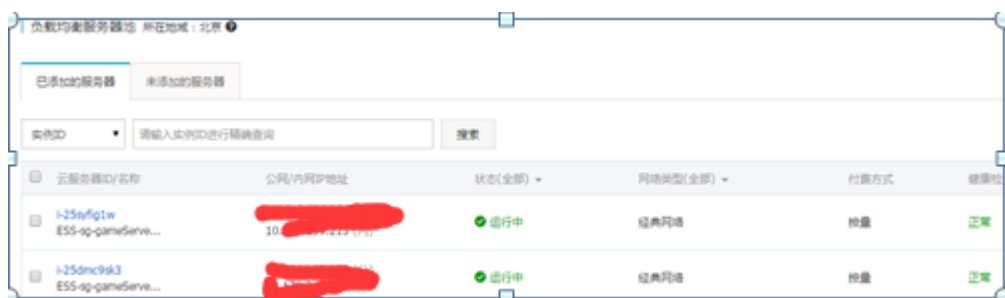 负载均衡服务器池 所在地域：北京
已添加的服务器 未添加的服务器
实例ID 请输入实例ID进行精确查询 搜索
云服务器ID/名称 公网/内网IP地址 状态(全部) 网络类型(全部) 付费方式 健康检
i-25syfig1w 运行中 经典网络 按量 正常
ESS-sg-gameServe... 10.
i-25dmc9sk3 运行中 经典网络 按量 正常
ESS-sg-gameServe...